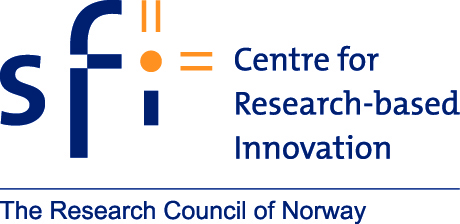 sfi
Centre for
Research-based
Innovation
The Research Council of Norway